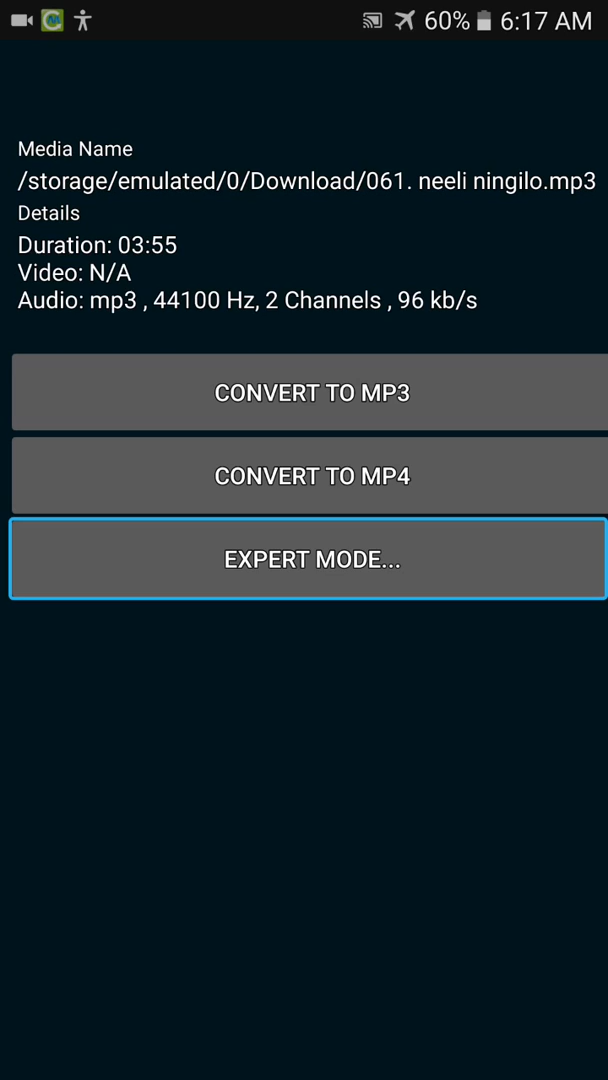 60% 6:17 AM
Media Name
/storage/emulated/0/Download/061. neeli ningilo.mp3
Details
Duration: 03:55
Video: N/A
Audio: mp3 , 44100 Hz, 2 Channels , 96 kb/s
CONVERT TO MP3
CONVERT TO MP4
EXPERT MODE...